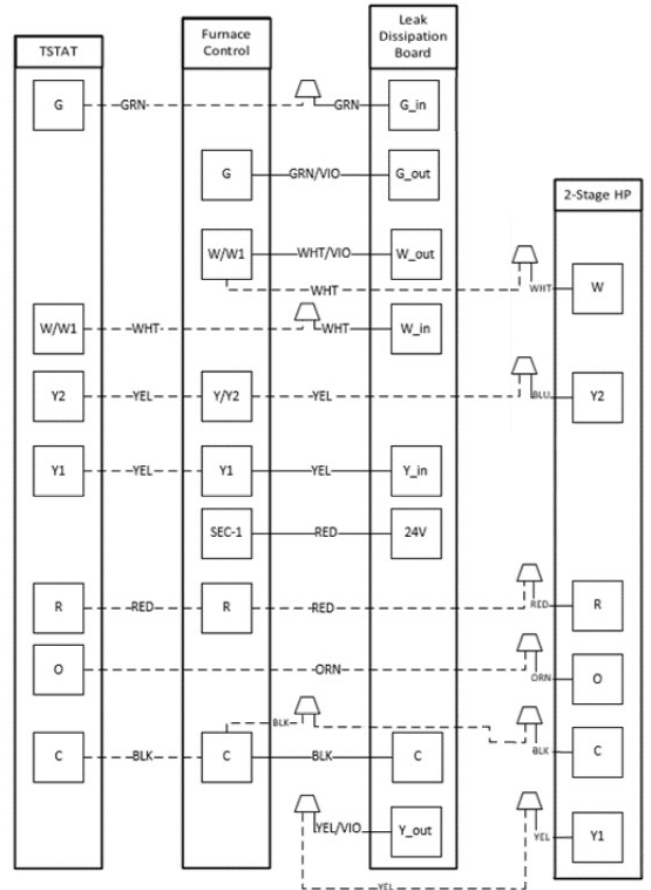 Leak
Dissipation
Board
Furnace
Control
TSTAT
G
GRN
GRN
G_in
G
GRN/VIO
G_out
2-Stage HP
W/W1
WHT/VIO
W_out
WHT
WHT
W
W/W1
WHT
WHT
W_in
Y2
YEL
Y/Y2
YEL
BLU
Y2
Y1
YEL
Y1
YEL
Y_in
SEC-1
RED
24V
R
RED
R
RED
RED
R
O
ORN
ORN
O
BLK
C
BLK
C
BLK
C
BLK
C
YEL/VIO
Y_out
YEL
Y1
YEL